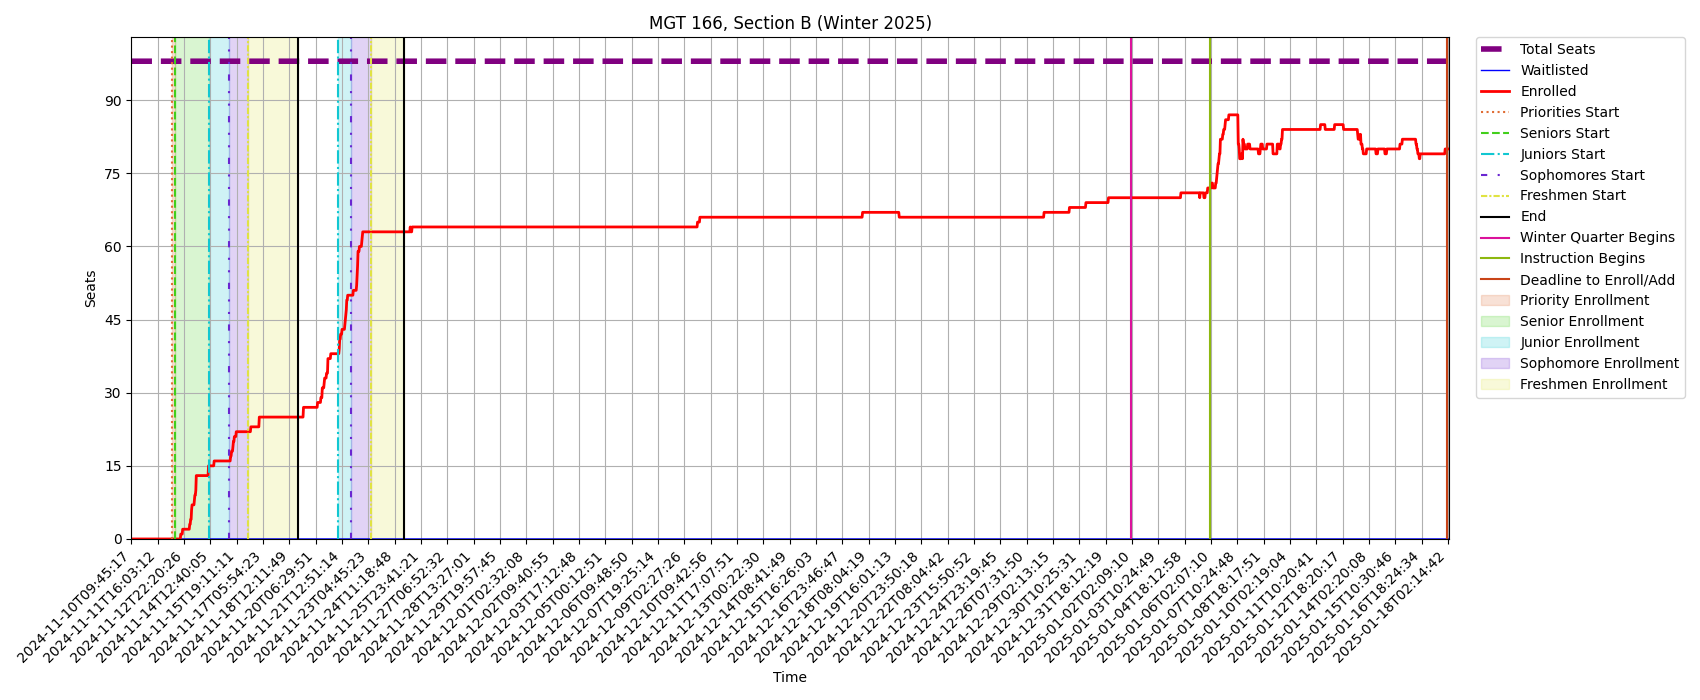 MGT 166, Section B (Winter 2025)
Seats
90
75
60
45
30
15
0
2024-11-10T09:45:17
2024-11-11T16:03:12
2024-11-12T22:20:26
2024-11-14T12:40:05
2024-11-15T19:11:11
2024-11-17T05:54:23
2024-11-18T12:11:49
2024-11-20T06:29:51
2024-11-21T12:51:14
2024-11-23T04:45:23
2024-11-24T11:18:48
2024-11-25T23:41:21
2024-11-27T06:52:32
2024-11-28T13:27:01
2024-11-29T19:57:45
2024-12-01T02:32:08
2024-12-02T09:40:55
2024-12-03T17:12:48
2024-12-05T00:12:51
2024-12-06T09:48:50
2024-12-07T19:25:14
2024-12-09T02:27:26
2024-12-10T09:42:56
2024-12-11T17:07:51
2024-12-13T00:22:30
2024-12-14T08:41:49
2024-12-15T16:26:03
2024-12-16T23:46:47
2024-12-18T08:04:19
2024-12-19T16:01:13
2024-12-20T23:50:18
2024-12-22T08:04:42
2024-12-23T15:50:52
2024-12-24T23:19:45
2024-12-26T07:31:50
2024-12-29T02:13:15
2024-12-30T10:25:31
2024-12-31T18:12:19
2025-01-02T02:09:10
2025-01-03T10:24:49
2025-01-04T18:12:58
2025-01-06T02:07:10
2025-01-07T10:24:48
2025-01-08T18:17:51
2025-01-10T02:19:04
2025-01-11T10:20:41
2025-01-12T18:20:17
2025-01-14T02:20:08
2025-01-15T10:30:46
2025-01-16T18:24:34
2025-01-18T02:14:42
Time
Total Seats
Waitlisted
Enrolled
Priorities Start
Seniors Start
Juniors Start
Sophomores Start
Freshmen Start
End
Winter Quarter Begins
Instruction Begins
Deadline to Enroll/Add
Priority Enrollment
Senior Enrollment
Junior Enrollment
Sophomore Enrollment
Freshmen Enrollment